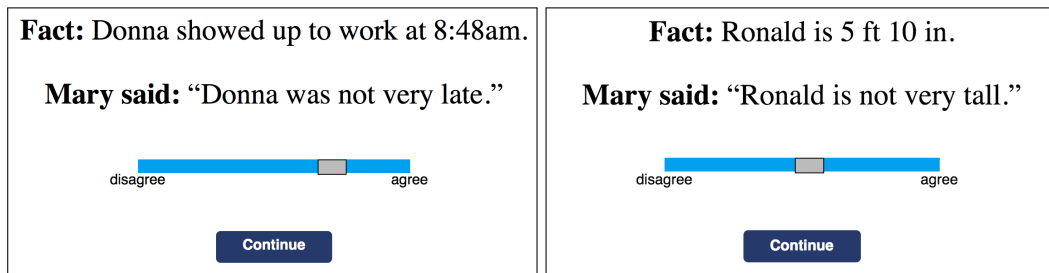 Fact: Donna showed up to work at 8:48am.
Mary said: “Donna was not very late.”
disagree agree
Continue
Fact: Ronald is 5 ft 10 in.
Mary said: “Ronald is not very tall.”
disagree agree
Continue